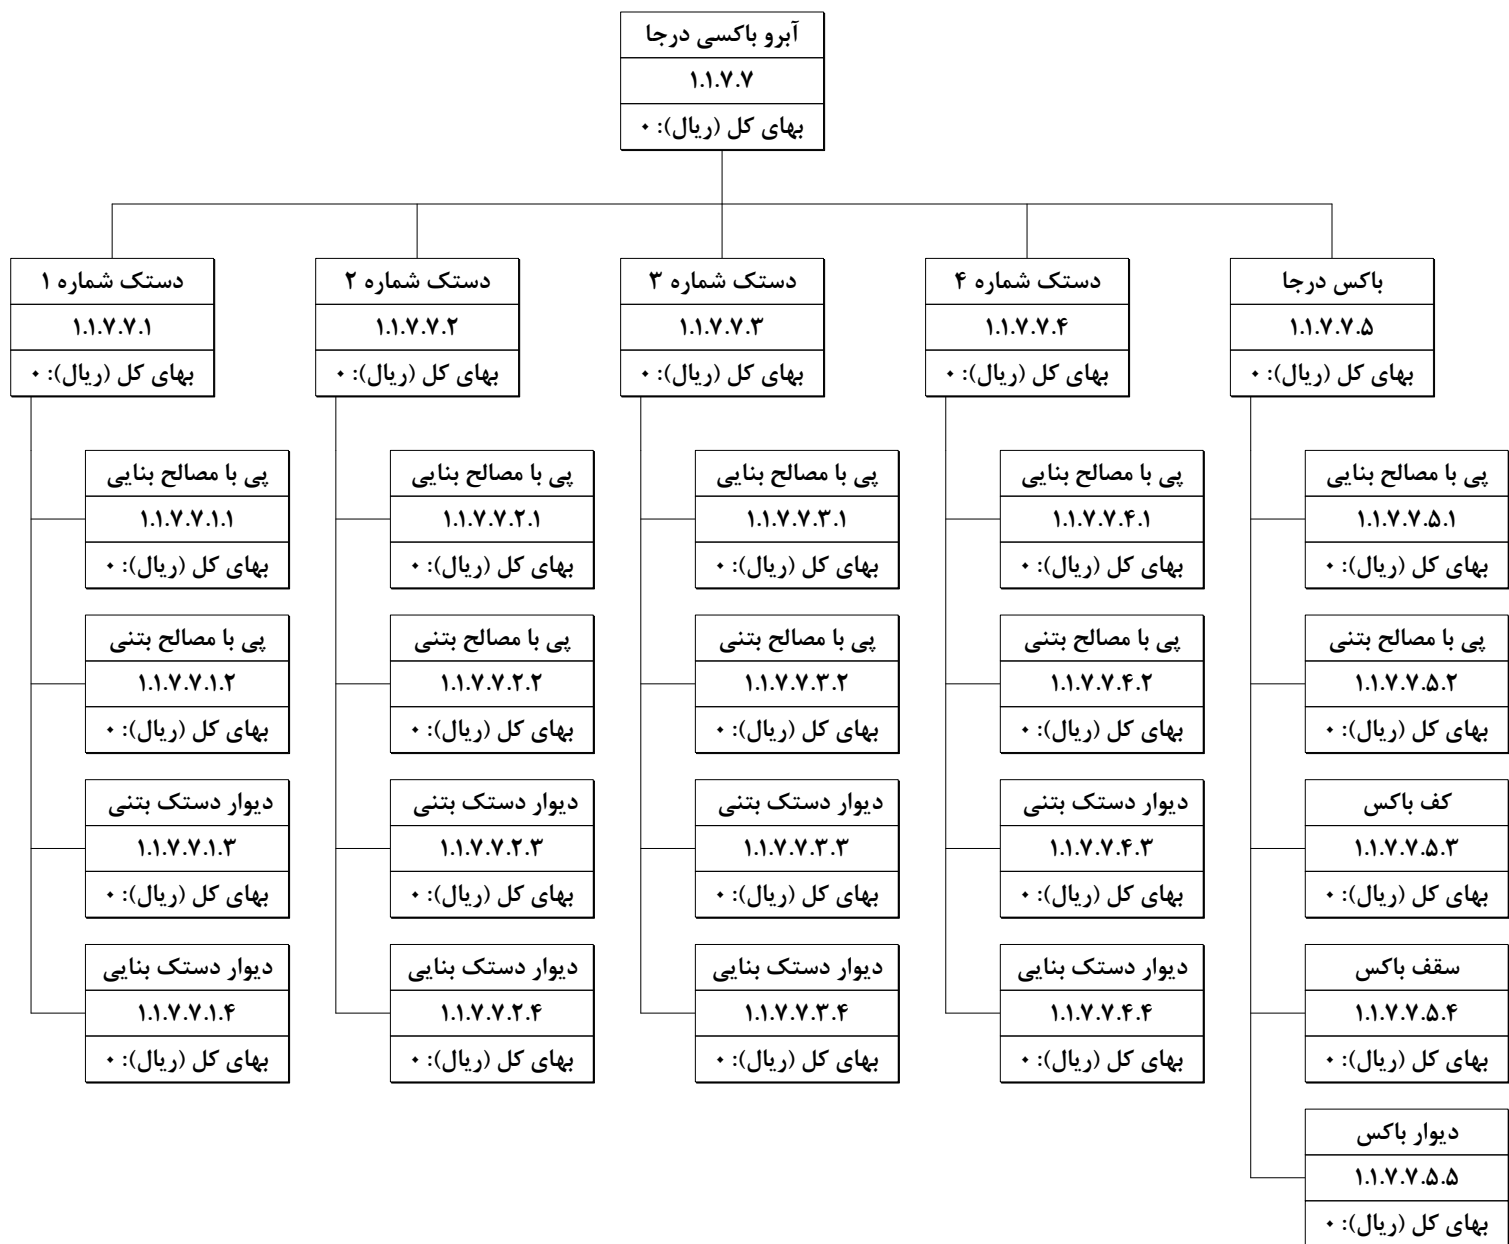 آبرو باکسی درجا
۱.۱.۷.۷
بهای کل (ریال): ۰
دستک شماره ۱
۱.۱.۷.۷.۱
بهای کل (ریال): ۰
پی با مصالح بنایی
۱.۱.۷.۷.۱.۱
بهای کل (ریال): ۰
پی با مصالح بتنی
۱.۱.۷.۷.۱.۲
بهای کل (ریال): ۰
دیوار دستک بتنی
۱.۱.۷.۷.۱.۳
بهای کل (ریال): ۰
دیوار دستک بنایی
۱.۱.۷.۷.۱.۴
بهای کل (ریال): ۰
دستک شماره ۲
۱.۱.۷.۷.۲
بهای کل (ریال): ۰
پی با مصالح بنایی
۱.۱.۷.۷.۲.۱
بهای کل (ریال): ۰
پی با مصالح بتنی
۱.۱.۷.۷.۲.۲
بهای کل (ریال): ۰
دیوار دستک بتنی
۱.۱.۷.۷.۲.۳
بهای کل (ریال): ۰
دیوار دستک بنایی
۱.۱.۷.۷.۲.۴
بهای کل (ریال): ۰
دستک شماره ۳
۱.۱.۷.۷.۳
بهای کل (ریال): ۰
پی با مصالح بنایی
۱.۱.۷.۷.۳.۱
بهای کل (ریال): ۰
پی با مصالح بتنی
۱.۱.۷.۷.۳.۲
بهای کل (ریال): ۰
دیوار دستک بتنی
۱.۱.۷.۷.۳.۳
بهای کل (ریال): ۰
دیوار دستک بنایی
۱.۱.۷.۷.۳.۴
بهای کل (ریال): ۰
دستک شماره ۴
۱.۱.۷.۷.۴
بهای کل (ریال): ۰
پی با مصالح بنایی
۱.۱.۷.۷.۴.۱
بهای کل (ریال): ۰
پی با مصالح بتنی
۱.۱.۷.۷.۴.۲
بهای کل (ریال): ۰
دیوار دستک بتنی
۱.۱.۷.۷.۴.۳
بهای کل (ریال): ۰
دیوار دستک بنایی
۱.۱.۷.۷.۴.۴
بهای کل (ریال): ۰
باکس درجا
۱.۱.۷.۷.۵
بهای کل (ریال): ۰
پی با مصالح بنایی
۱.۱.۷.۷.۵.۱
بهای کل (ریال): ۰
پی با مصالح بتنی
۱.۱.۷.۷.۵.۲
بهای کل (ریال): ۰
کف باکس
۱.۱.۷.۷.۵.۳
بهای کل (ریال): ۰
سقف باکس
۱.۱.۷.۷.۵.۴
بهای کل (ریال): ۰
دیوار باکس
۱.۱.۷.۷.۵.۵
بهای کل (ریال): ۰